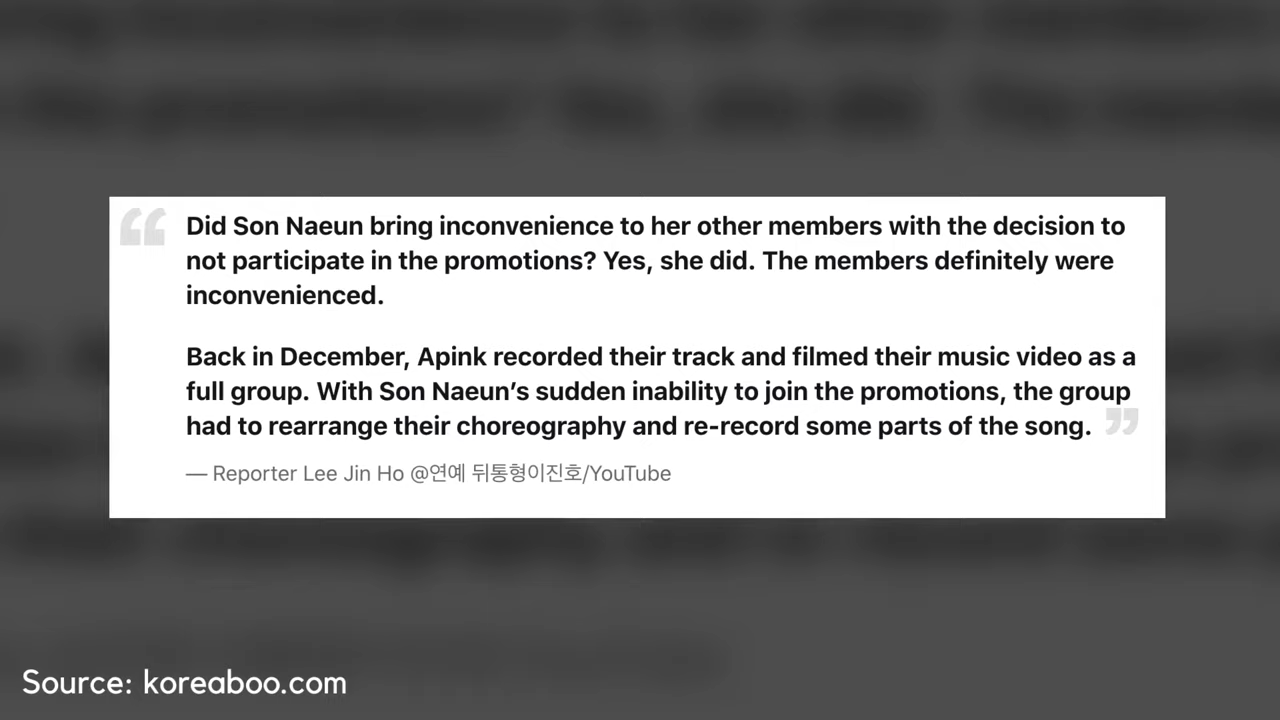 Did Son Naeun bring inconvenience to her other members with the decision to
not participate in the promotions? Yes, she did. The members definitely were
inconvenienced.
Back in December, Apink recorded their track and filmed their music video as a
full group. With Son Naeun’s sudden inability to join the promotions, the group
had to rearrange their choreography and re-record some parts of the song.
— Reporter Lee Jin Ho @연예 뒤통형이진호/YouTube
Source: koreaboo.com